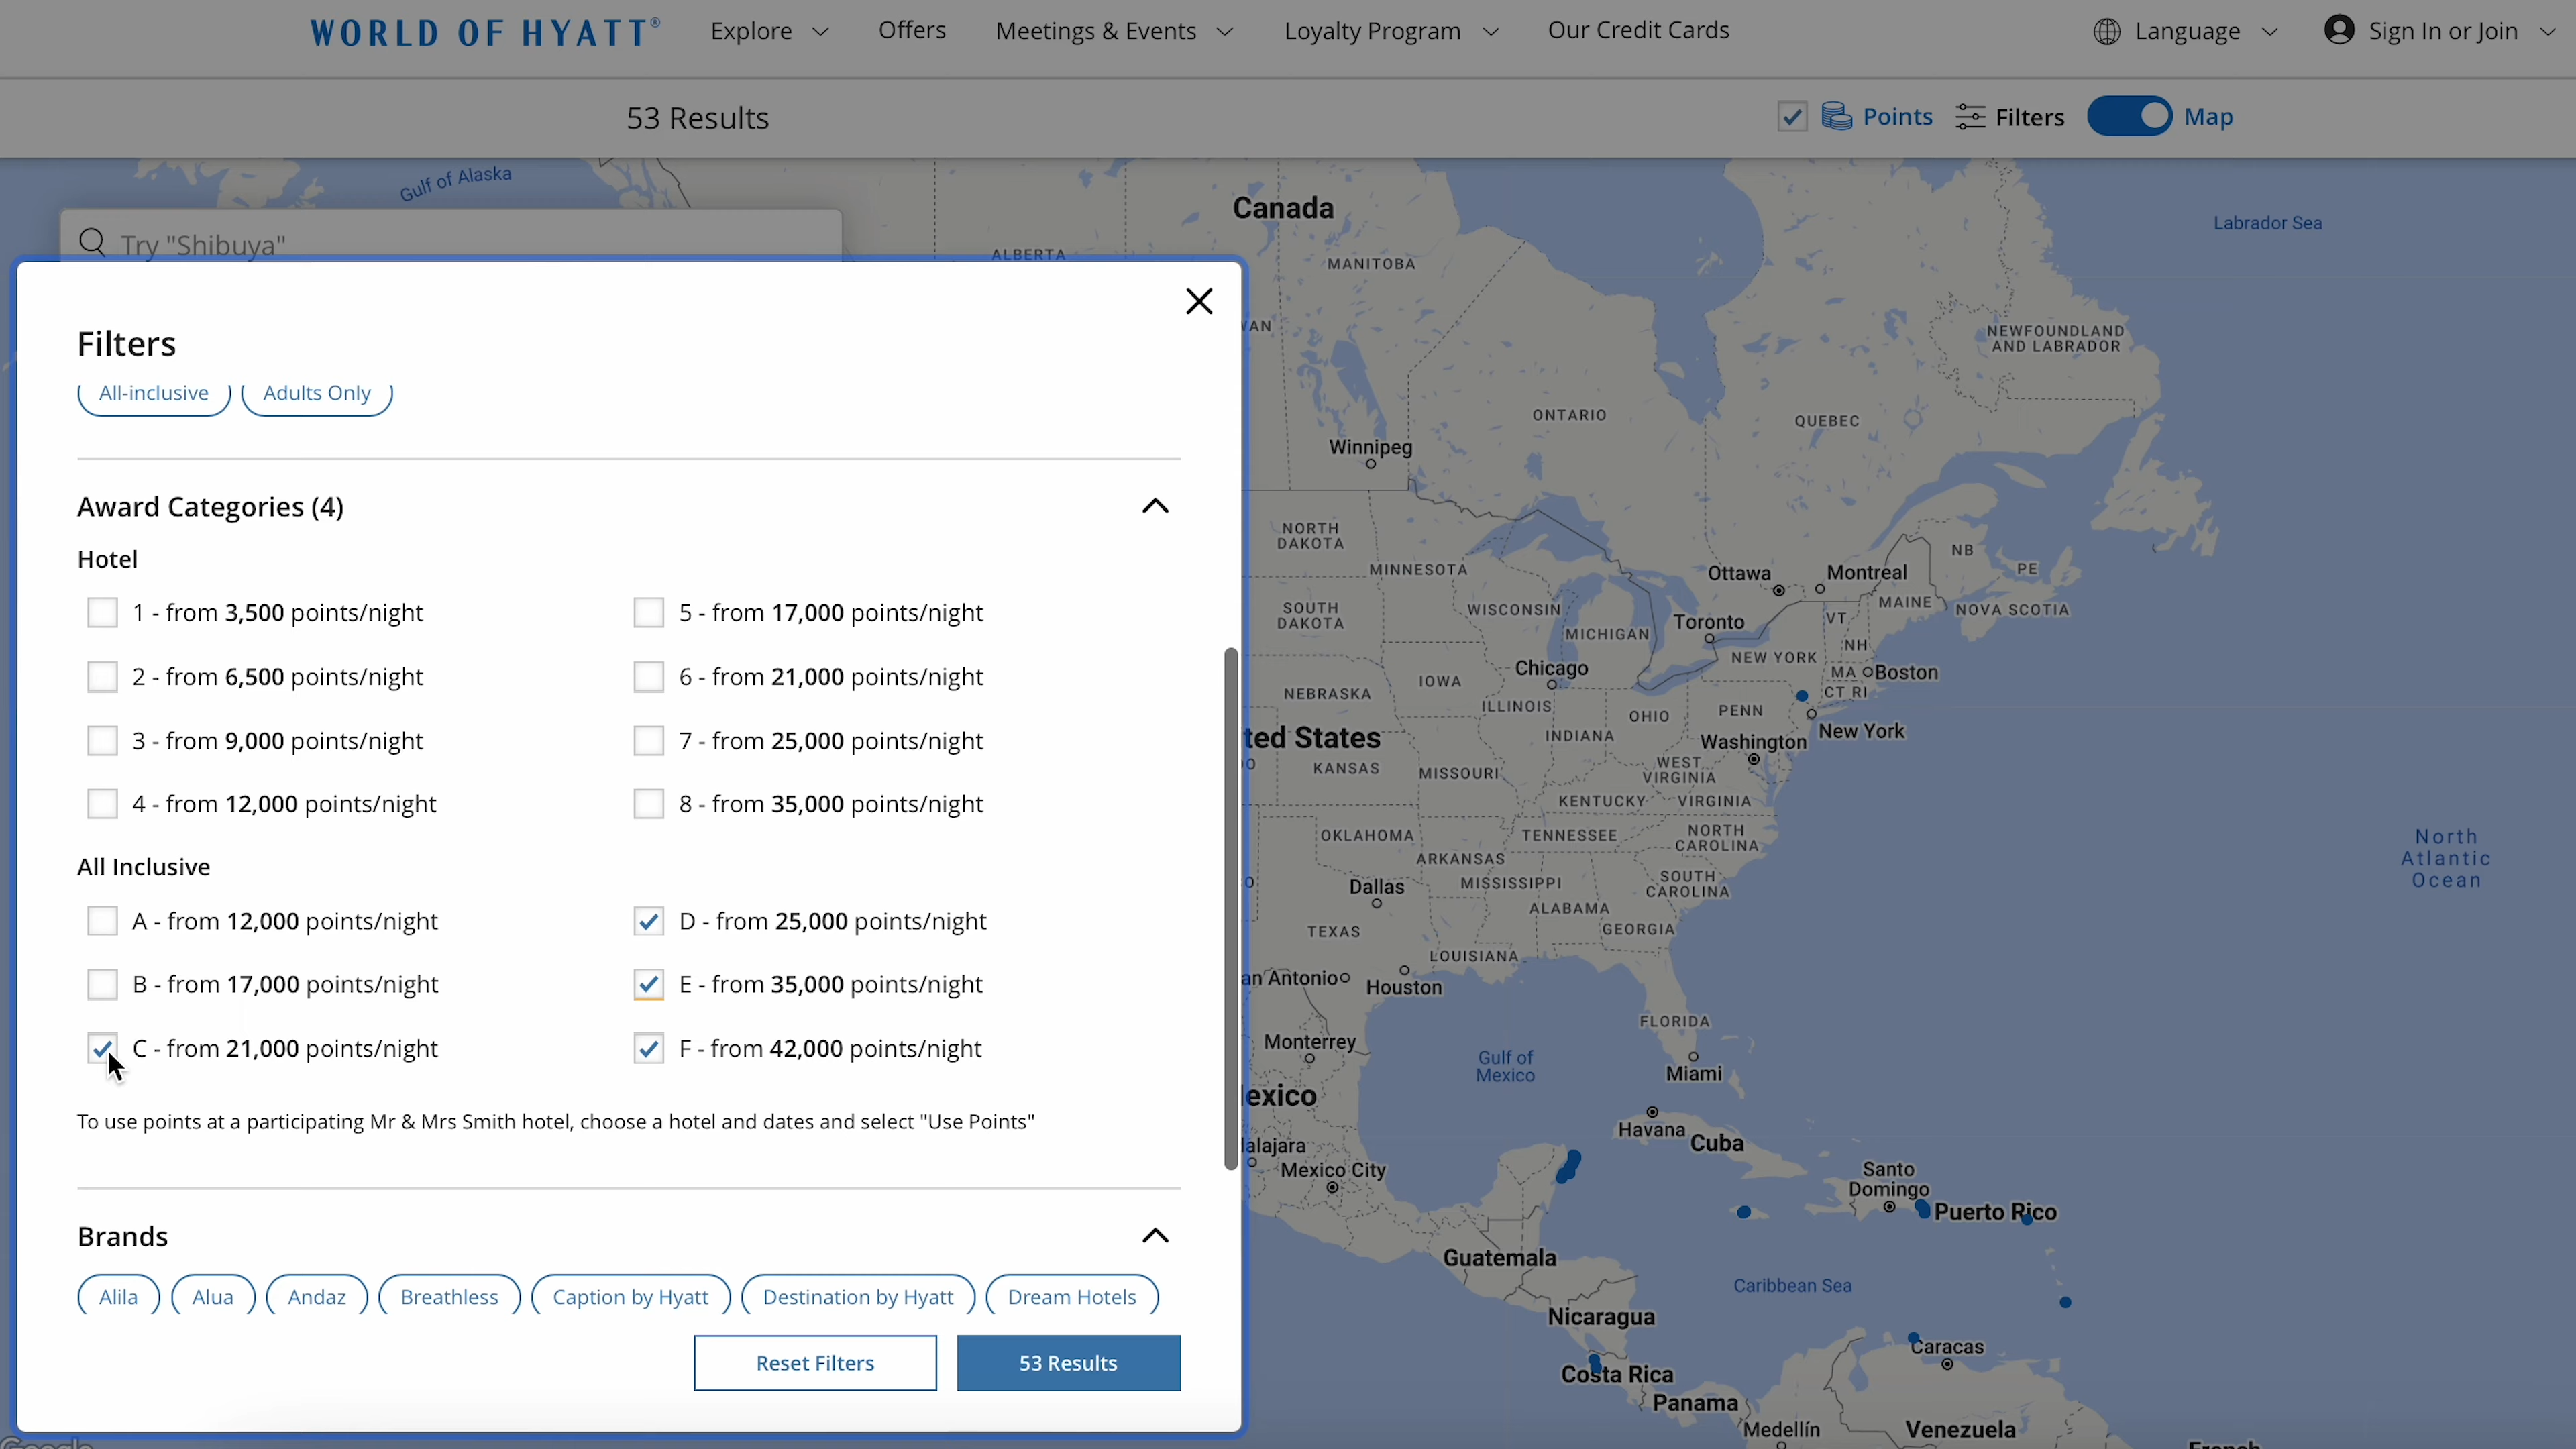 WORLD OF HYATT®
Explore
Offers
Meetings & Events
Loyalty Program
Our Credit Cards
Language
Sign In or Join
53 Results
Points
Filters
Map
Try "Shibuya"
Filters
All-inclusive
Adults Only
Award Categories (4)
Hotel
1 - from 3,500 points/night
5 - from 17,000 points/night
2 - from 6,500 points/night
6 - from 21,000 points/night
3 - from 9,000 points/night
7 - from 25,000 points/night
4 - from 12,000 points/night
8 - from 35,000 points/night
All Inclusive
A - from 12,000 points/night
D - from 25,000 points/night
B - from 17,000 points/night
E - from 35,000 points/night
C - from 21,000 points/night
F - from 42,000 points/night
To use points at a participating Mr & Mrs Smith hotel, choose a hotel and dates and select "Use Points"
Brands
Alila
Alua
Andaz
Breathless
Caption by Hyatt
Destination by Hyatt
Dream Hotels
Reset Filters
53 Results
Gulf of Alaska
Canada
Labrador Sea
ALBERTA
MANITOBA
NEWFOUNDLAND
AND LABRADOR
ONTARIO
QUEBEC
Winnipeg
NORTH
DAKOTA
MINNESOTA
NB
PE
Ottawa
Montreal
MAINE
NOVA SCOTIA
SOUTH
DAKOTA
WISCONSIN
MICHIGAN
Toronto
VT
NH
NEW YORK
MA
Boston
Chicago
NEBRASKA
IOWA
CT RI
ILLINOIS
OHIO
PENN
New York
ted States
INDIANA
Washington
KANSAS
MISSOURI
WEST
VIRGINIA
KENTUCKY
VIRGINIA
OKLAHOMA
TENNESSEE
NORTH
CAROLINA
ARKANSAS
North
Atlantic
Ocean
Dallas
MISSISSIPPI
SOUTH
CAROLINA
ALABAMA
TEXAS
GEORGIA
LOUISIANA
an Antonio
Houston
FLORIDA
Monterrey
Gulf of
Mexico
Miami
exico
Havana
Cuba
alajara
Mexico City
Santo
Domingo
Puerto Rico
Guatemala
Caribbean Sea
Nicaragua
Caracas
Costa Rica
Panama
Medellín
Venezuela